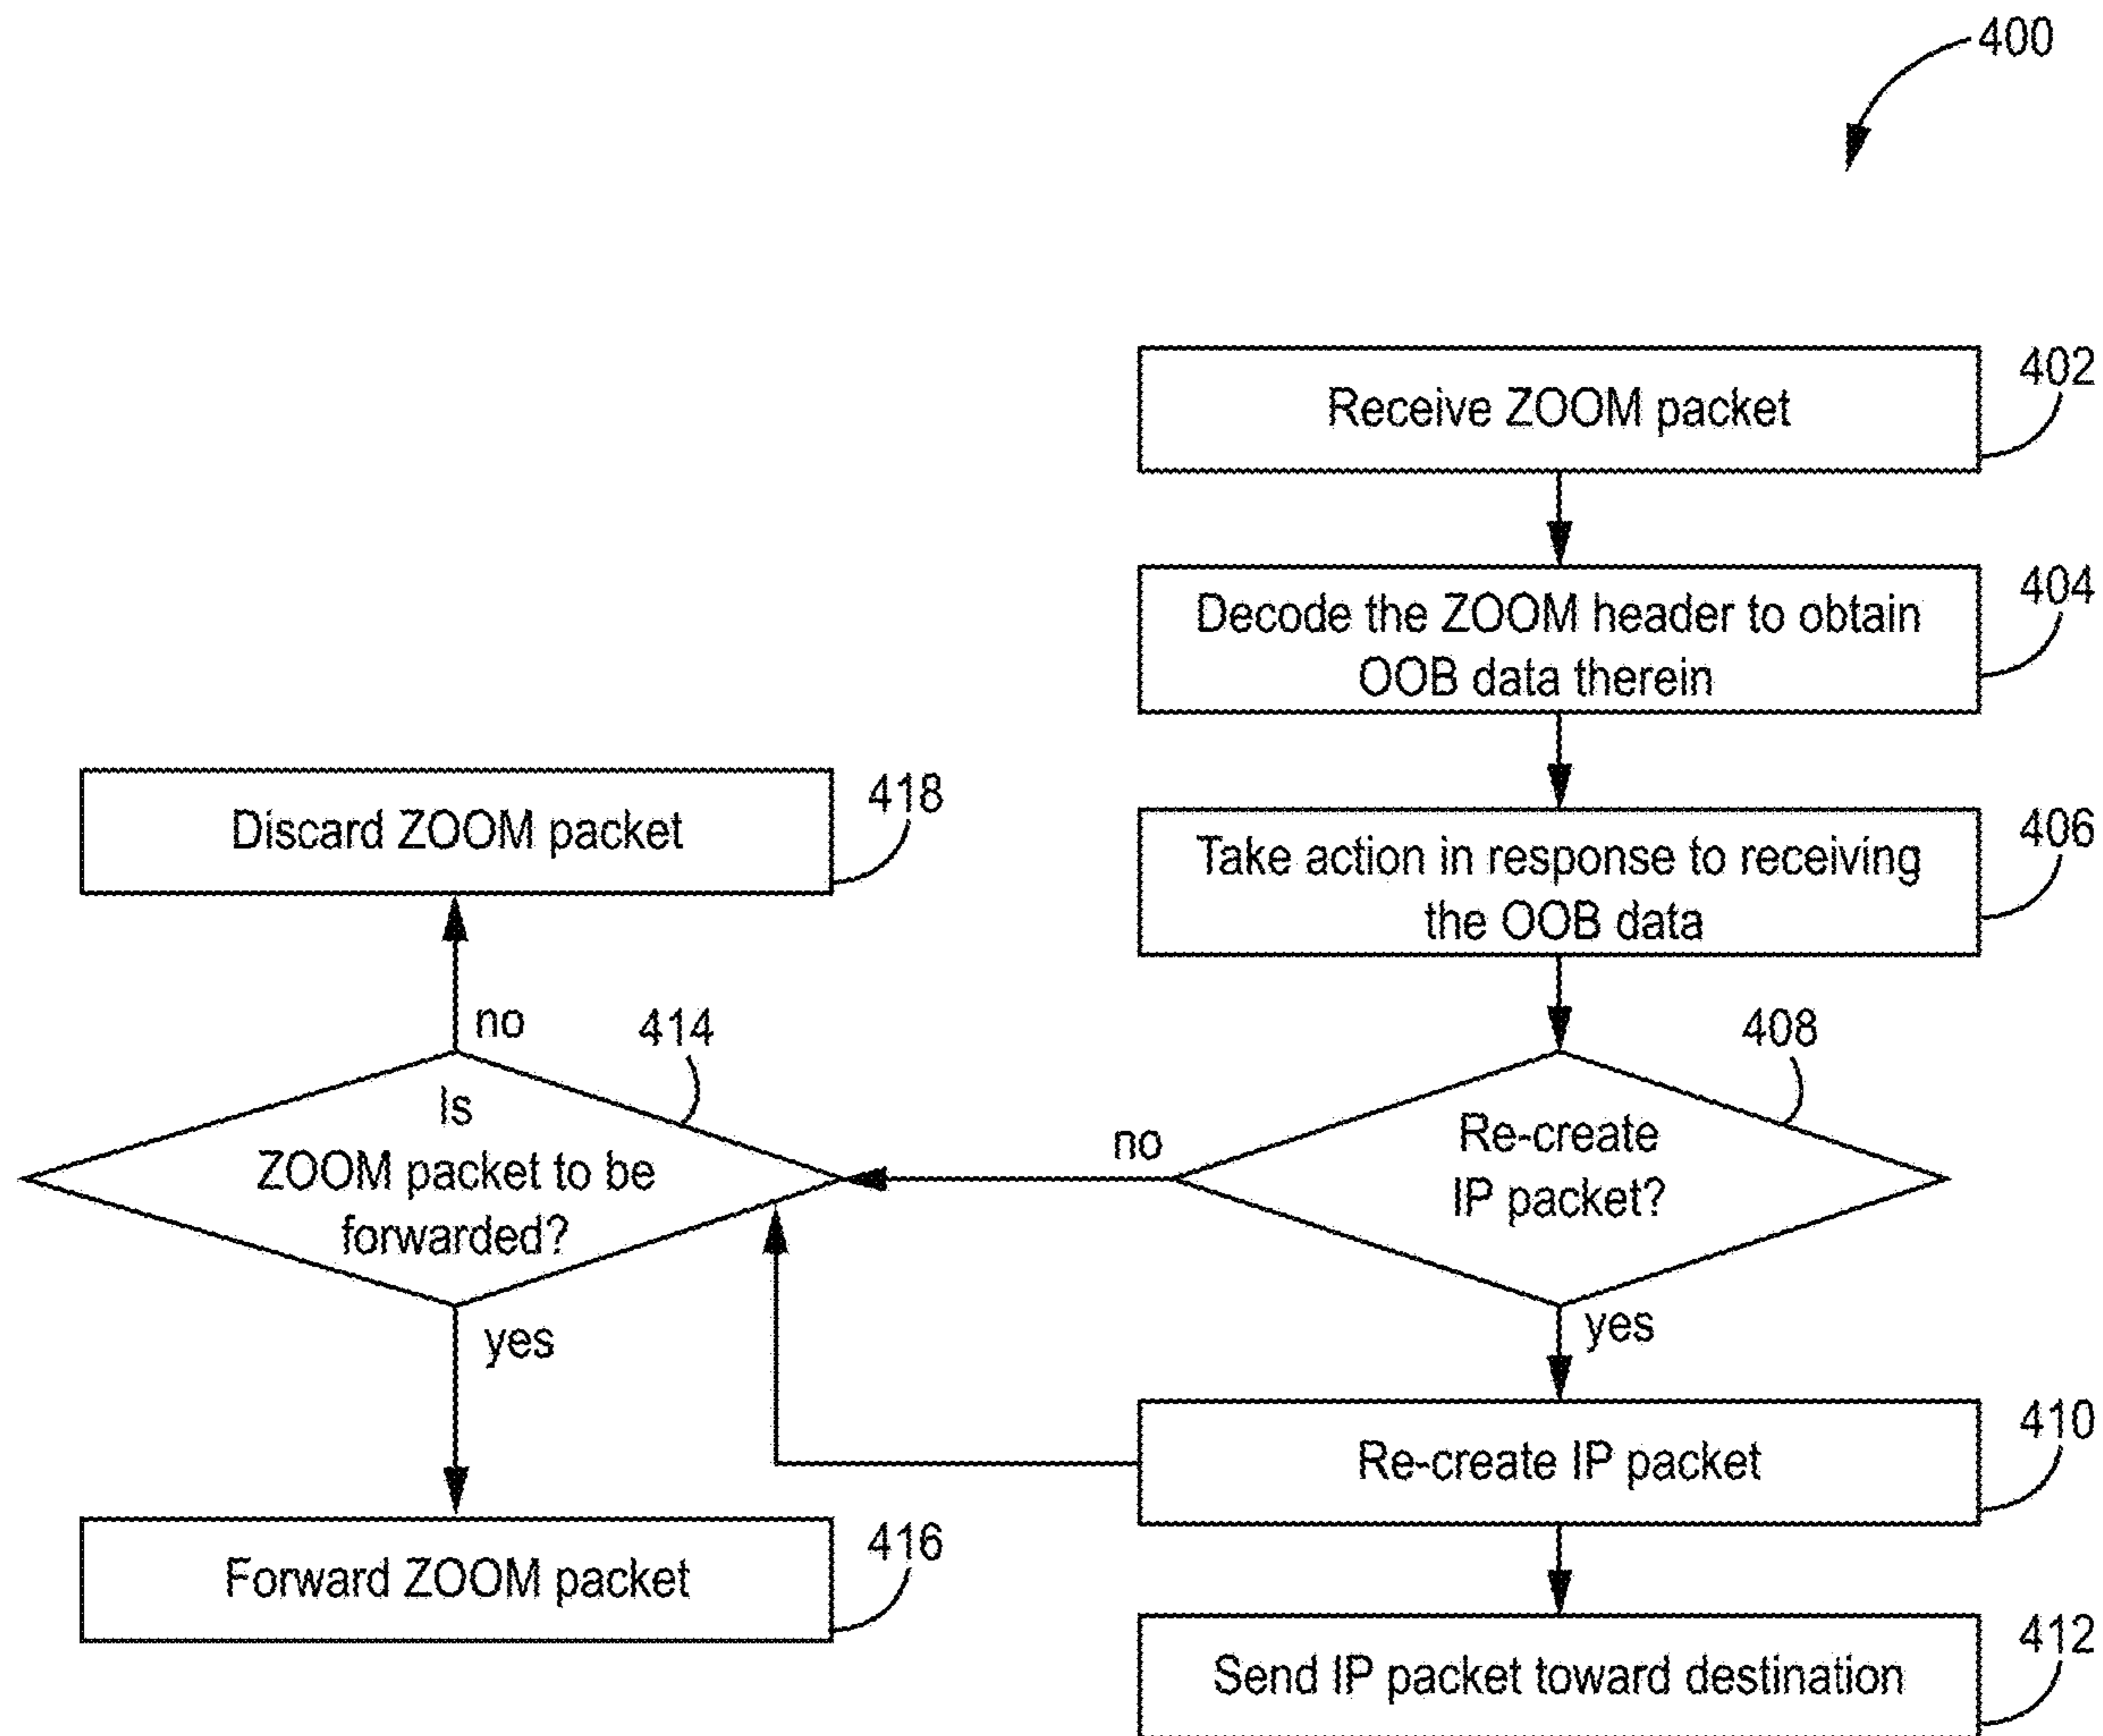 400
Receive ZOOM packet
402
Decode the ZOOM header to obtain
OOB data therein
404
Take action in response to receiving
the OOB data
406
Re-create
IP packet?
408
no
yes
Re-create IP packet
410
Send IP packet toward destination
412
Is
ZOOM packet to be
forwarded?
414
no
yes
Discard ZOOM packet
418
Forward ZOOM packet
416